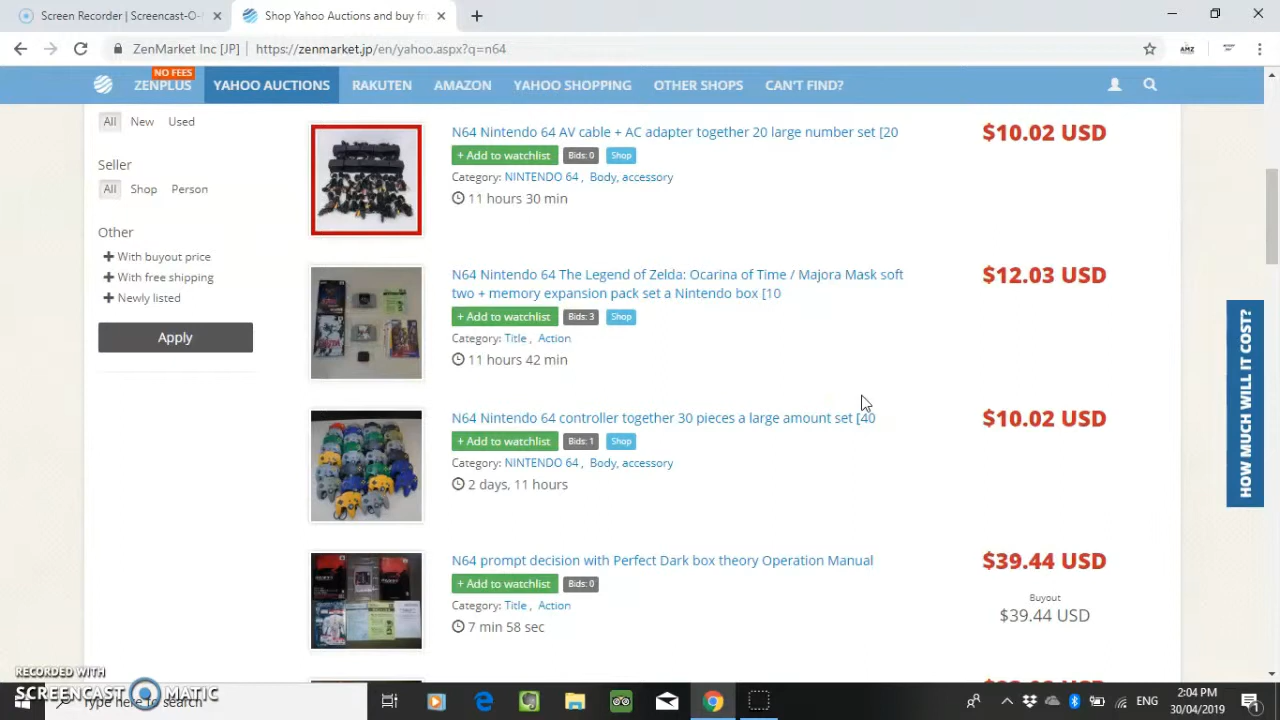 Screen Recorder | Screencast-O-
Shop Yahoo Auctions and buy fro
ZenMarket Inc [JP]
https://zenmarket.jp/en/yahoo.aspx?q=n64
AMZ
NO FEES
ZENPLUS
YAHOO AUCTIONS
RAKUTEN
AMAZON
YAHOO SHOPPING
OTHER SHOPS
CAN'T FIND?
All New Used
Seller
All Shop Person
Other
+ With buyout price
+ With free shipping
+ Newly listed
Apply
N64 Nintendo 64 AV cable + AC adapter together 20 large number set [20
$10.02 USD
+ Add to watchlist Bids: 0 Shop
Category: NINTENDO 64 , Body, accessory
11 hours 30 min
N64 Nintendo 64 The Legend of Zelda: Ocarina of Time / Majora Mask soft
two + memory expansion pack set a Nintendo box [10
$12.03 USD
+ Add to watchlist Bids: 3 Shop
Category: Title , Action
11 hours 42 min
N64 Nintendo 64 controller together 30 pieces a large amount set [40
$10.02 USD
+ Add to watchlist Bids: 1 Shop
Category: NINTENDO 64 , Body, accessory
2 days, 11 hours
N64 prompt decision with Perfect Dark box theory Operation Manual
$39.44 USD
+ Add to watchlist Bids: 0
Buyout
$39.44 USD
Category: Title , Action
7 min 58 sec
HOW MUCH WILL IT COST?
RECORDED WITH
SCREENCAST MATIC
Type here to search
ENG
2:04 PM
30/04/2019